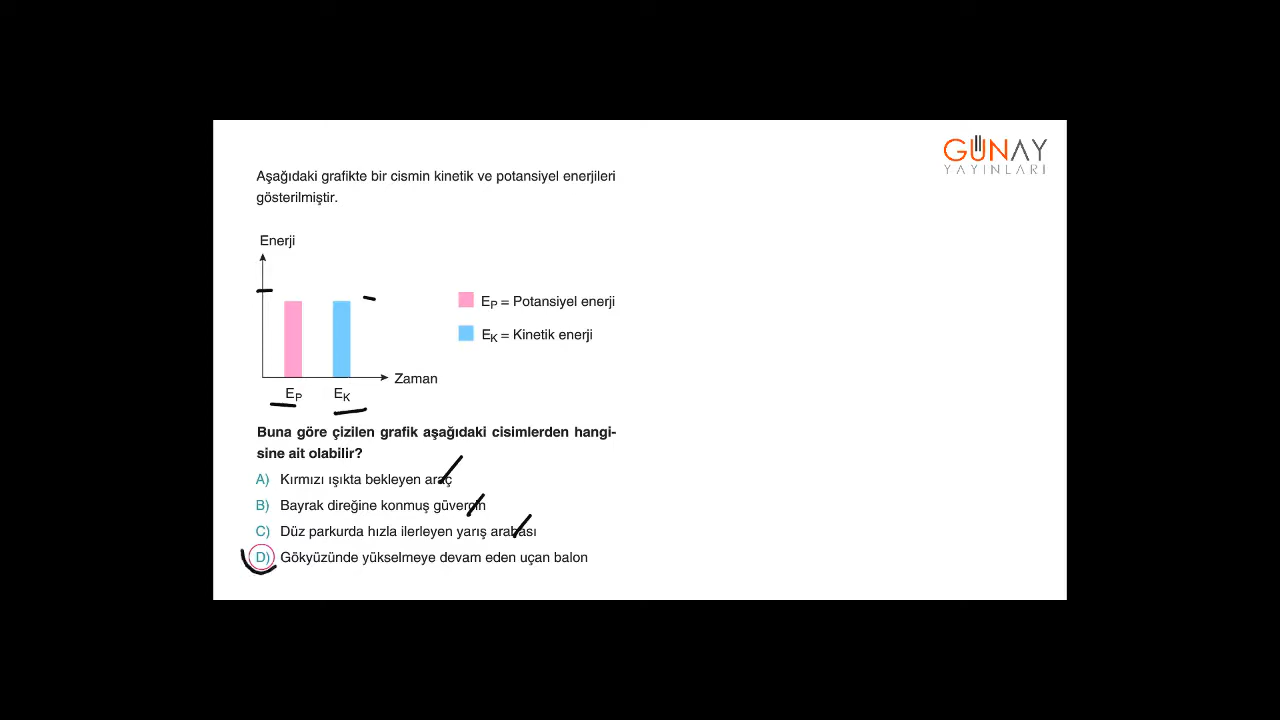 GÜNAY
YAYINLARI
Aşağıdaki grafikte bir cismin kinetik ve potansiyel enerjileri
gösterilmiştir.
Enerji
EP = Potansiyel enerji
EK = Kinetik enerji
Zaman
EP EK
Buna göre çizilen grafik aşağıdaki cisimlerden hangi-
sine ait olabilir?
A) Kırmızı ışıkta bekleyen araç
B) Bayrak direğine konmuş güvercin
C) Düz parkurda hızla ilerleyen yarış arabası
D) Gökyüzünde yükselmeye devam eden uçan balon